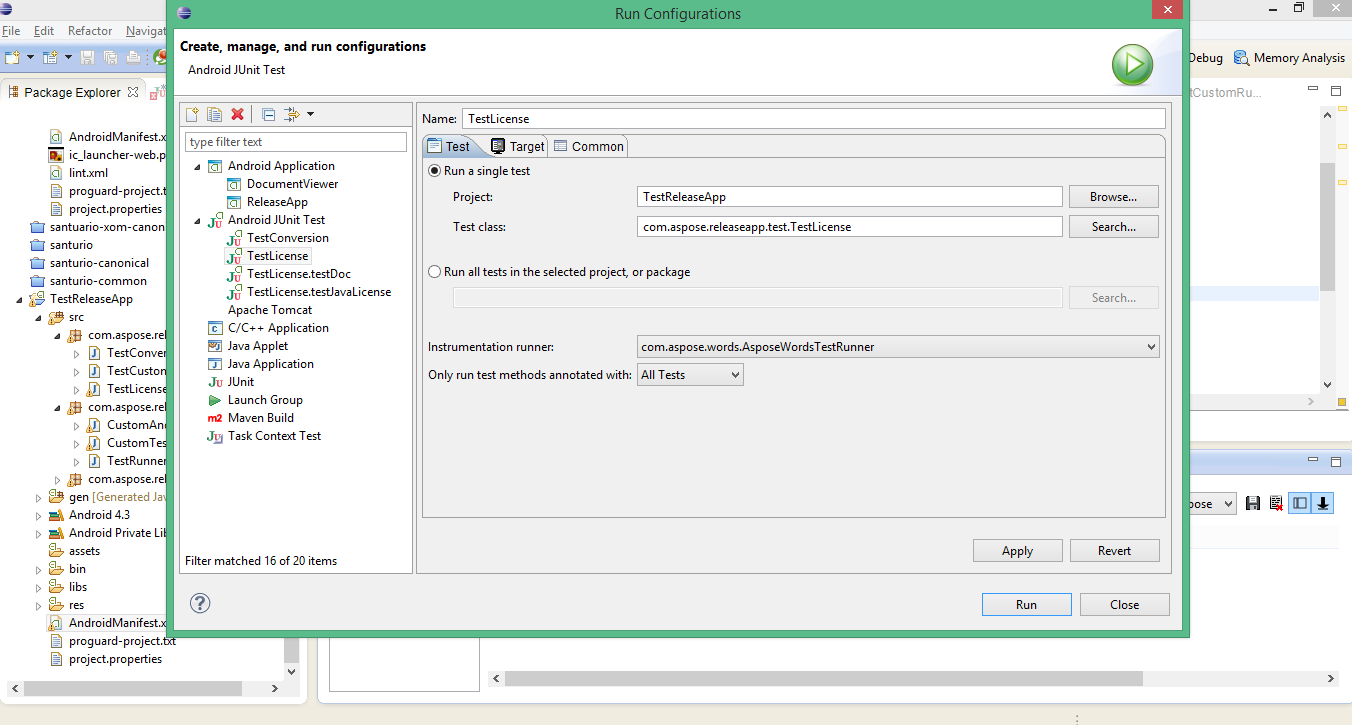 Run Configurations
File Edit Refactor Navigat
Create, manage, and run configurations
Android JUnit Test
Debug Memory Analysis
Package Explorer
tCustomRu...
AndroidManifest.x
ic_launcher-web.p
lint.xml
proguard-project.t
project.properties
santuario-xom-canon
santurio
santurio-canonical
santurio-common
TestReleaseApp
src
com.aspose.rel
TestConver
TestCustom
TestLicense
com.aspose.rel
CustomAnd
CustomTes
TestRunner
com.aspose.rel
gen [Generated Jav
Android 4.3
Android Private Lib
assets
bin
libs
res
AndroidManifest.x
proguard-project.txt
project.properties
type filter text
Android Application
DocumentViewer
ReleaseApp
Android JUnit Test
TestConversion
TestLicense
TestLicense.testDoc
TestLicense.testJavaLicense
Apache Tomcat
C/C++ Application
Java Applet
Java Application
JUnit
Launch Group
Maven Build
Task Context Test
Filter matched 16 of 20 items
Name: TestLicense
Test Target Common
Run a single test
Project: TestReleaseApp Browse...
Test class: com.aspose.releaseapp.test.TestLicense Search...
Run all tests in the selected project, or package
Search...
Instrumentation runner: com.aspose.words.AsposeWordsTestRunner
Only run test methods annotated with: All Tests
Apply Revert
Run Close
pose